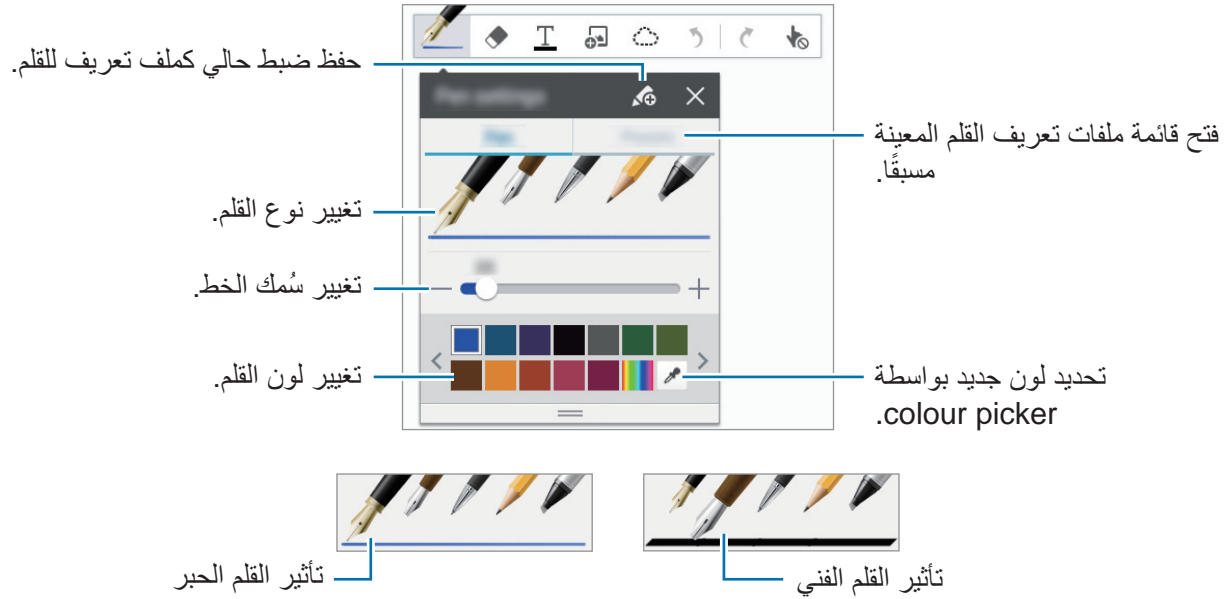 حفظ ضبط حالي كملف تعريف للقلم.
فتح قائمة ملفات تعريف القلم المعينة
مسبقًا.
تغيير نوع القلم.
تغيير سُمك الخط.
تغيير لون القلم.
تحديد لون جديد بواسطة
colour picker.
تأثير القلم الفني
تأثير القلم الحبر